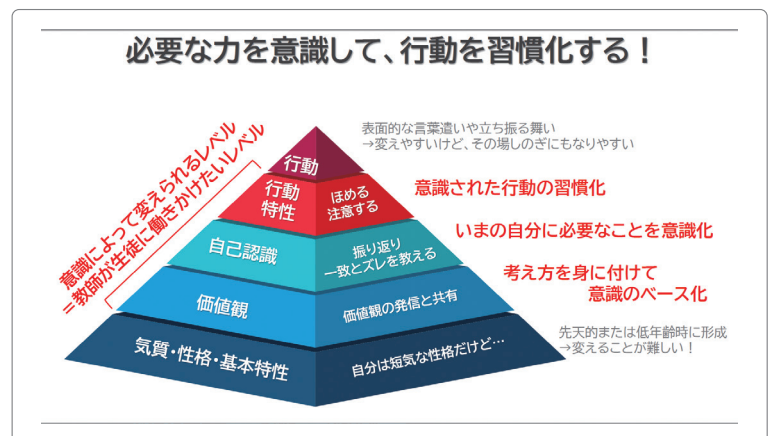 必要な力を意識して、行動を習慣化する！
表面的な言葉遣いや立ち振る舞い
→変えやすいけど、その場しのぎにもなりやすい
意識によって変えられるレベル
＝教師が生徒に働きかけたいレベル
行動
行動
特性
ほめる
注意する
意識された行動の習慣化
自己認識
振り返り
一致とズレを教える
いまの自分に必要なことを意識化
価値観
価値観の発信と共有
考え方を身に付けて
意識のベース化
気質・性格・基本特性
自分は短気な性格だけど…
先天的または低年齢時に形成
→変えることが難しい！